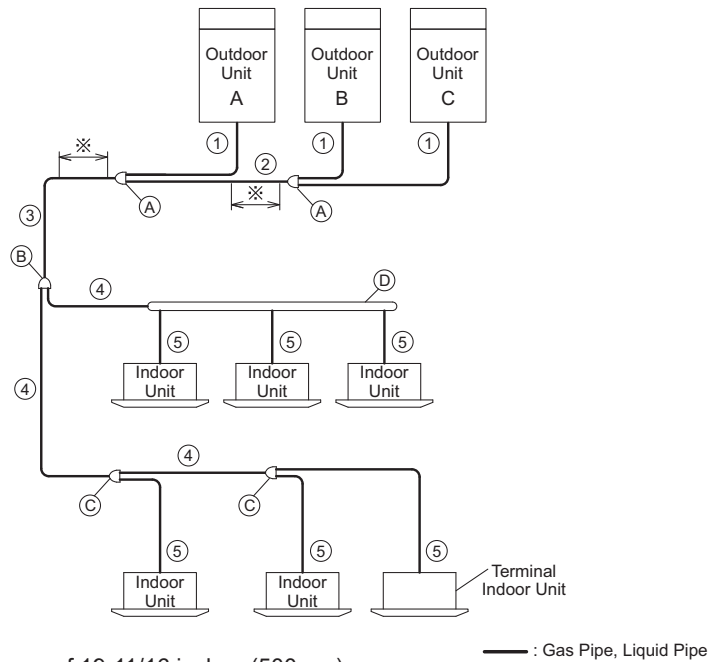 Outdoor
Unit
A
Outdoor
Unit
B
Outdoor
Unit
C
①
①
①
※
②
Ⓐ
※
Ⓐ
③
Ⓑ
④
Ⓓ
⑤
⑤
⑤
Indoor
Unit
Indoor
Unit
Indoor
Unit
④
④
Ⓒ
Ⓒ
⑤
⑤
⑤
Indoor
Unit
Indoor
Unit
Terminal
Indoor Unit
: Gas Pipe, Liquid Pipe